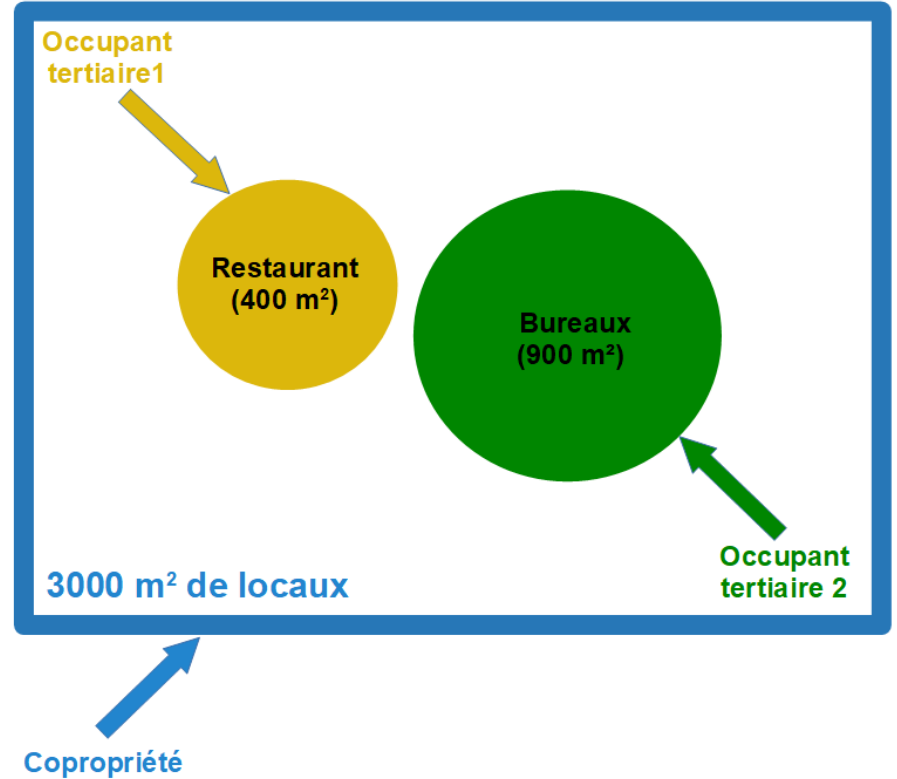 Occupant
tertiaire1
Restaurant
(400 m²)
Bureaux
(900 m²)
Occupant
tertiaire 2
3000 m² de locaux
Copropriété